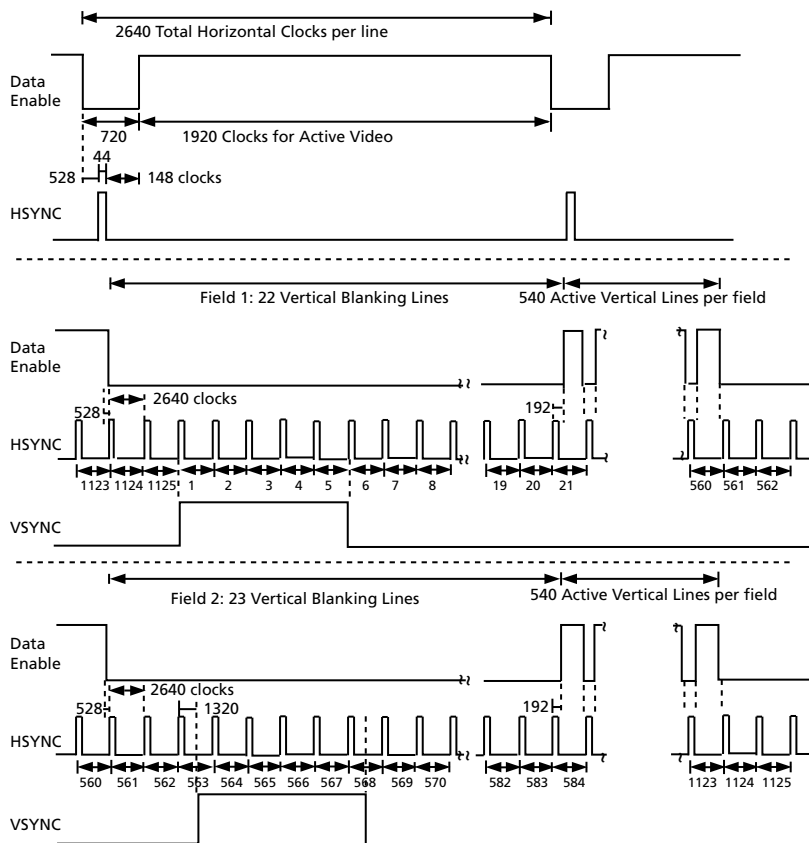 2640 Total Horizontal Clocks per line
Data
Enable
720
1920 Clocks for Active Video
44
528
148 clocks
HSYNC
Field 1: 22 Vertical Blanking Lines
540 Active Vertical Lines per field
Data
Enable
2640 clocks
528
192
HSYNC
1123 1124 1125 1 2 3 4 5 6 7 8 19 20 21 560 561 562
VSYNC
Field 2: 23 Vertical Blanking Lines
540 Active Vertical Lines per field
Data
Enable
2640 clocks
528
1320
192
HSYNC
560 561 562 563 564 565 566 567 568 569 570 582 583 584 1123 1124 1125
VSYNC